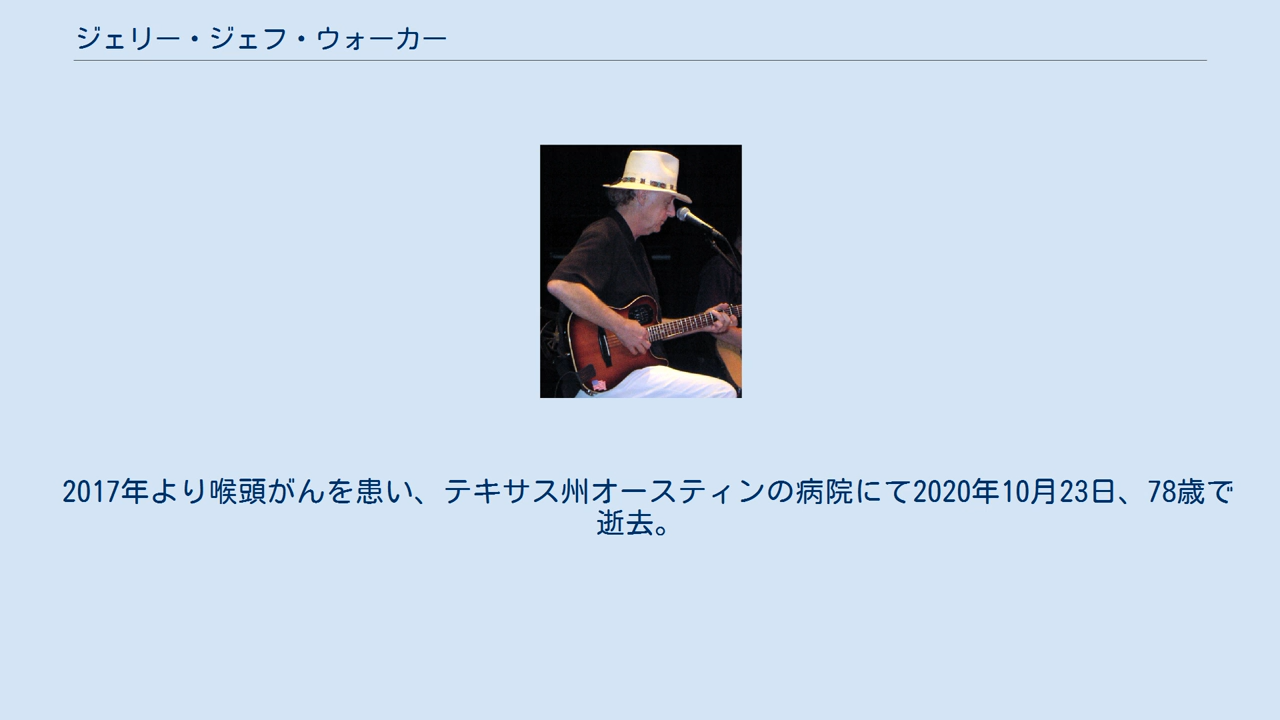 ジェリー・ジェフ・ウォーカー
2017年より喉頭がんを患い、テキサス州オースティンの病院にて2020年10月23日、78歳で
逝去。